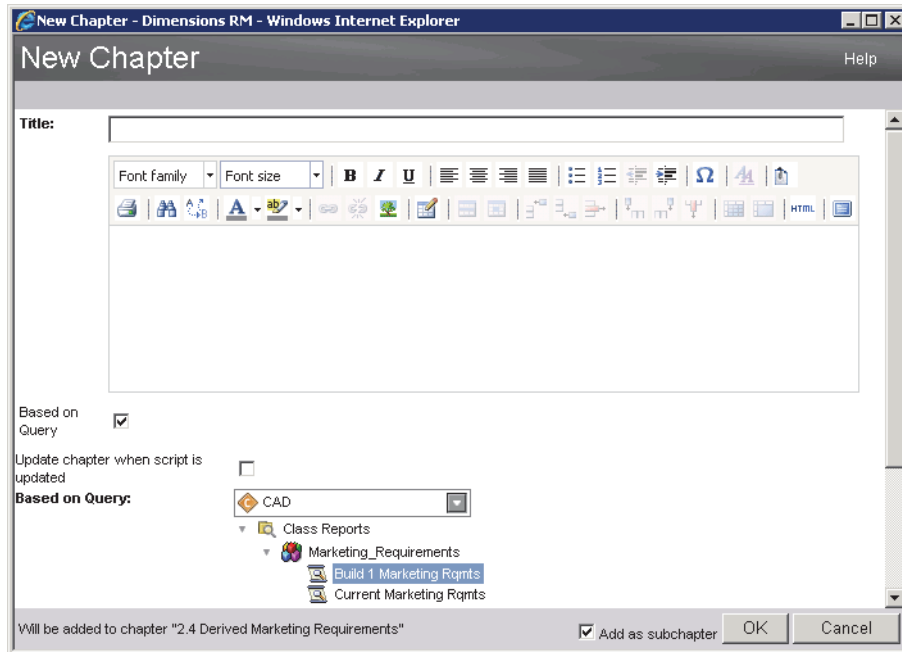 New Chapter - Dimensions RM - Windows Internet Explorer
New Chapter
Help
Title:
Font family
Font size
B I U
Ω
A
ab
HTML
Based on
Query
Update chapter when script is
updated
Based on Query:
CAD
Class Reports
Marketing_Requirements
Build 1 Marketing Rqmts
Current Marketing Rqmts
Will be added to chapter "2.4 Derived Marketing Requirements"
Add as subchapter
OK
Cancel